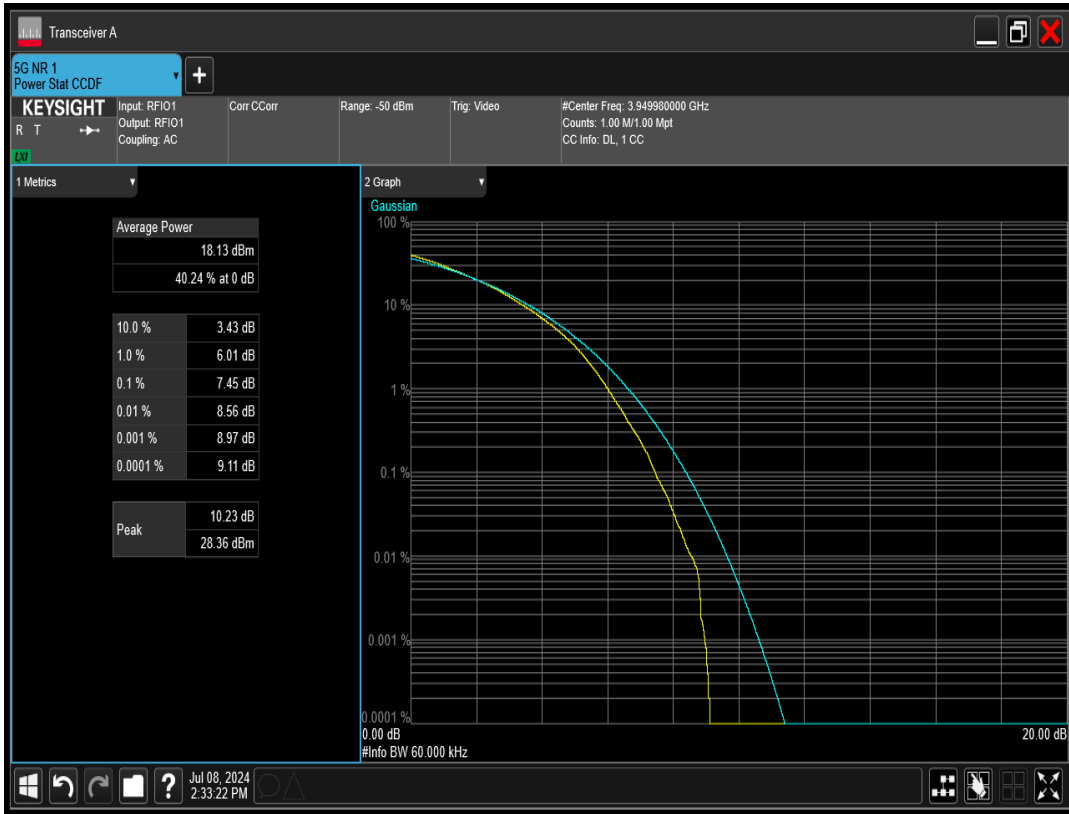 Transceiver A
5G NR 1
Power Stat CCDF
+
KEYSIGHT
R T
LXI
Input: RFIO1
Output: RFIO1
Coupling: AC
Corr CCorr
Range: -50 dBm
Trig: Video
#Center Freq: 3.949980000 GHz
Counts: 1.00 M/1.00 Mpt
CC Info: DL, 1 CC
1 Metrics
Average Power
18.13 dBm
40.24 % at 0 dB
10.0 % 3.43 dB
1.0 % 6.01 dB
0.1 % 7.45 dB
0.01 % 8.56 dB
0.001 % 8.97 dB
0.0001 % 9.11 dB
Peak
10.23 dB
28.36 dBm
2 Graph
Gaussian
100 %
10 %
1 %
0.1 %
0.01 %
0.001 %
0.0001 %
0.00 dB 20.00 dB
#Info BW 60.000 kHz
?
Jul 08, 2024
2:33:22 PM